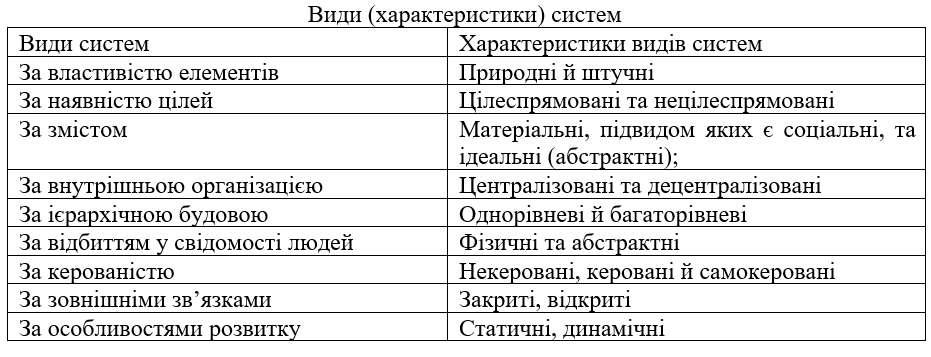 Види (характеристики) систем
Види систем Характеристики видів систем
За властивістю елементів Природні й штучні
За наявністю цілей Цілеспрямовані та нецілеспрямовані
За змістом Матеріальні, підвидом яких є соціальні, та
ідеальні (абстрактні);
За внутрішньою організацією Централізовані та децентралізовані
За ієрархічною будовою Однорівневі й багаторівневі
За відбиттям у свідомості людей Фізичні та абстрактні
За керованістю Некеровані, керовані й самокеровані
За зовнішніми зв’язками Закриті, відкриті
За особливостями розвитку Статичні, динамічні